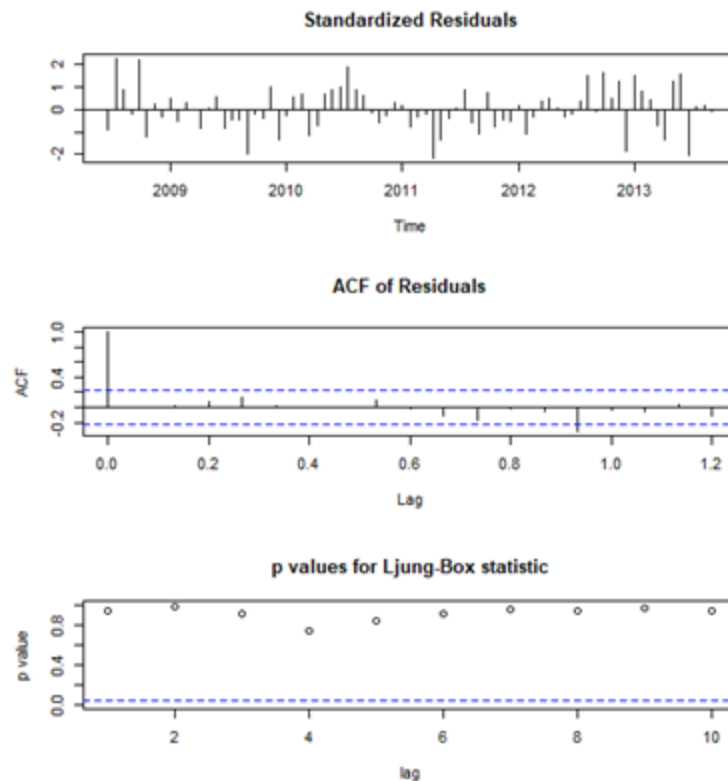 Standardized Residuals
2
1
0
-2
2009 2010 2011 2012 2013
Time
ACF of Residuals
ACF
1.0
0.4
-0.2
0.0 0.2 0.4 0.6 0.8 1.0 1.2
Lag
p values for Ljung-Box statistic
p value
0.8
0.4
0.0
2 4 6 8 10
lag